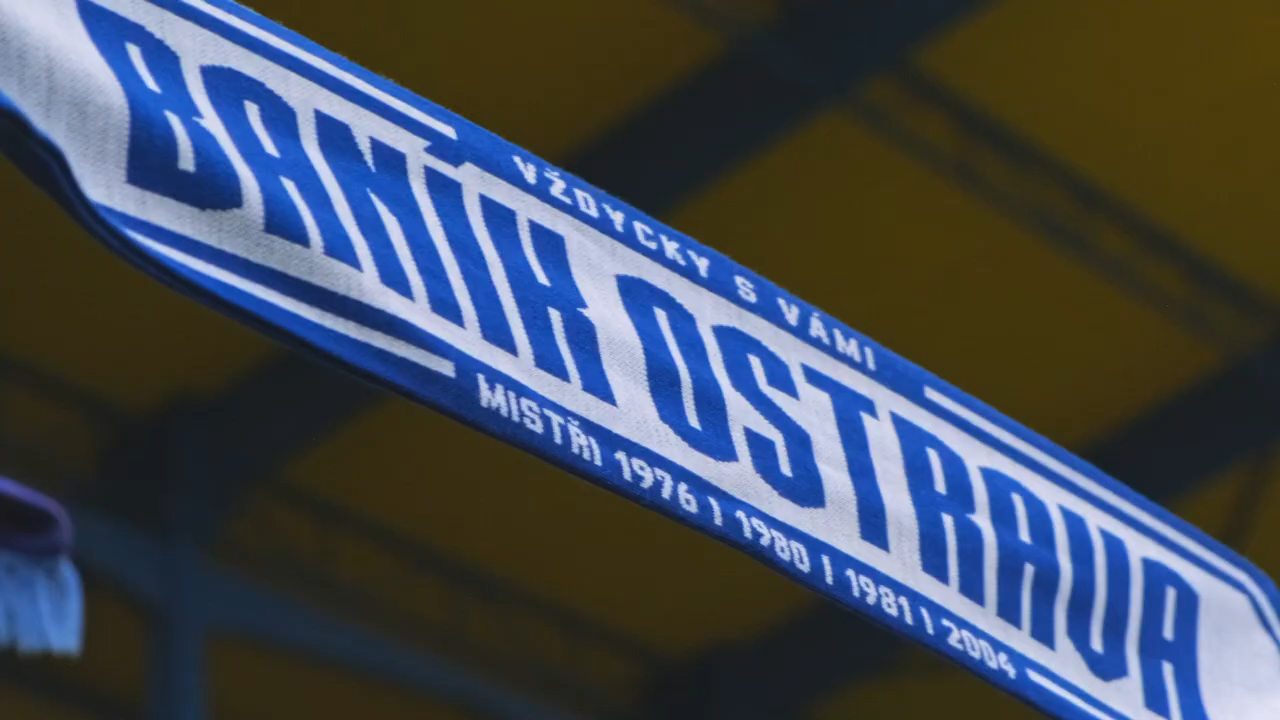 VŽDYCKY S VÁMI
BANÍK OSTRAVA
MISTŘI 1976 | 1980 | 1981 | 2004